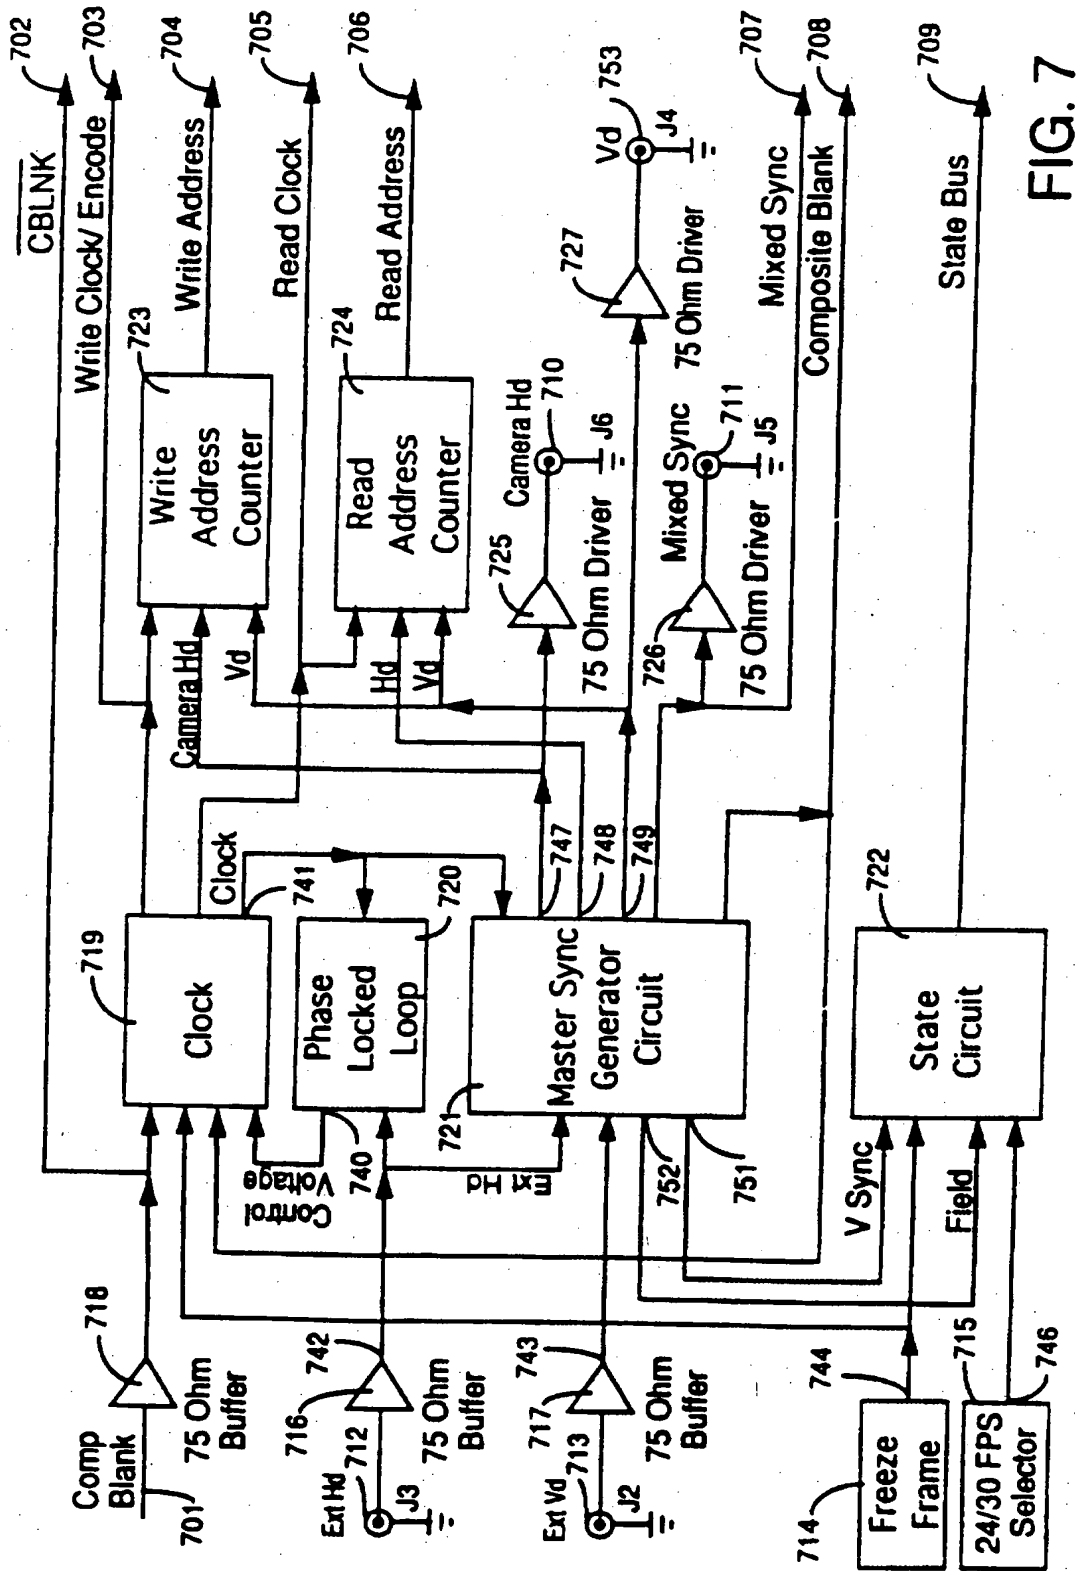 702
CBLNK
703
Write Clock/ Encode
704
Write Address
705
Read Clock
706
Read Address
723
Write
Address
Counter
724
Read
Address
Counter
Camera Hd
Vd
Hd
Vd
719
Clock
Clock
741
720
Phase
Locked
Loop
740
Control
Voltage
718
Comp
Blank
701
75 Ohm
Buffer
Ext Hd
712
716
742
J3
75 Ohm
Buffer
Ext Hd
721
Master Sync
Generator
Circuit
747
748
749
752
751
Ext Vd
713
717
743
J2
75 Ohm
Buffer
725
75 Ohm Driver
Camera Hd
710
J6
727
75 Ohm Driver
Vd
753
J4
726
75 Ohm Driver
Mixed Sync
711
J5
Mixed Sync
707
Composite Blank
708
V Sync
Field
722
State
Circuit
State Bus
709
714
Freeze
Frame
744
715
24/30 FPS
Selector
746
FIG. 7